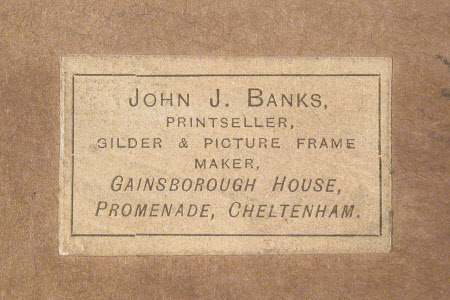 JOHN J. BANKS,
PRINTSELLER,
GILDER & PICTURE FRAME
MAKER,
GAINSBOROUGH HOUSE,
PROMENADE, CHELTENHAM.